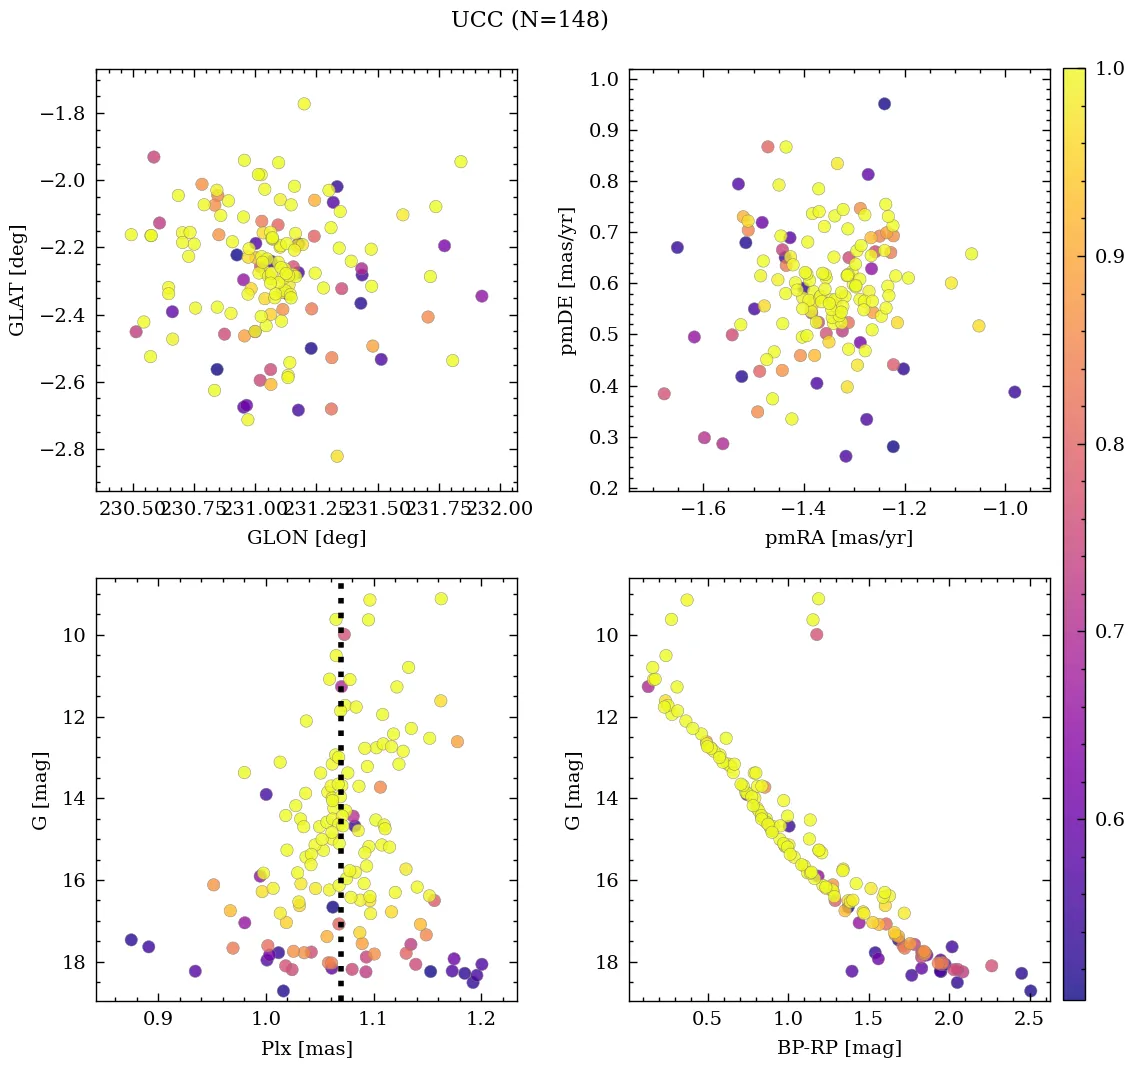 UCC (N=148)
−1.8
−2.0
−2.2
−2.4
−2.6
−2.8
GLAT [deg]
230.50 230.75 231.00 231.25 231.50 231.75 232.00
GLON [deg]
1.0
0.9
0.8
0.7
0.6
0.5
0.4
0.3
0.2
pmDE [mas/yr]
−1.6 −1.4 −1.2 −1.0
pmRA [mas/yr]
10
12
14
16
18
G [mag]
0.9 1.0 1.1 1.2
Plx [mas]
10
12
14
16
18
G [mag]
0.5 1.0 1.5 2.0 2.5
BP-RP [mag]
1.0
0.9
0.8
0.7
0.6